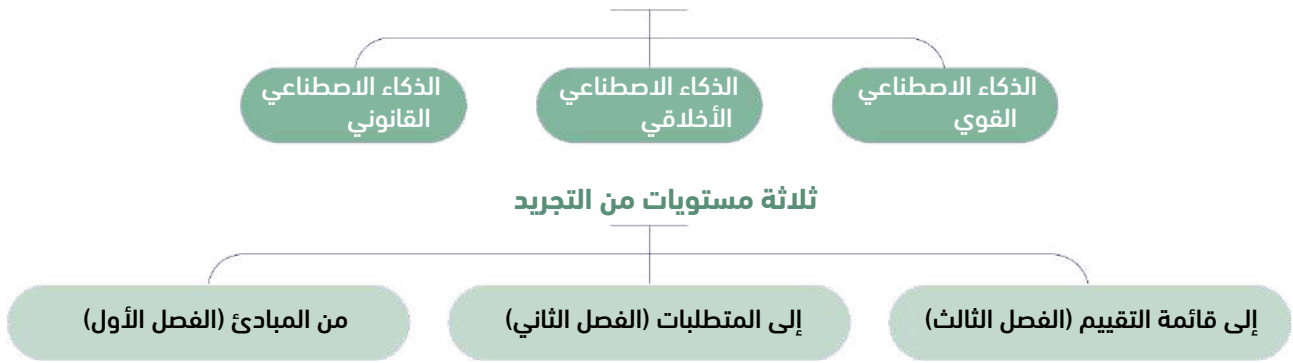 الذكاء الاصطناعي
القوي
الذكاء الاصطناعي
الأخلاقي
الذكاء الاصطناعي
القانوني
ثلاثة مستويات من التجريد
إلى قائمة التقييم (الفصل الثالث)
إلى المتطلبات (الفصل الثاني)
من المبادئ (الفصل الأول)